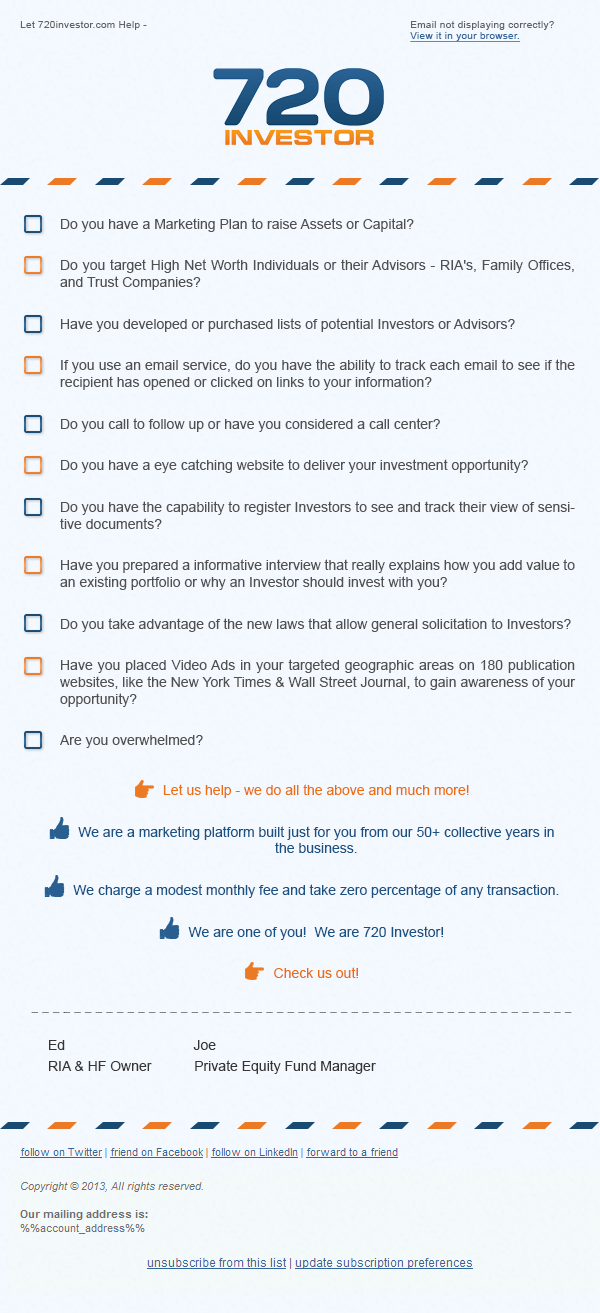 Let 720investor.com Help -
Email not displaying correctly?
View it in your browser.
720
INVESTOR
Do you have a Marketing Plan to raise Assets or Capital?
Do you target High Net Worth Individuals or their Advisors - RIA's, Family Offices,
and Trust Companies?
Have you developed or purchased lists of potential Investors or Advisors?
If you use an email service, do you have the ability to track each email to see if the
recipient has opened or clicked on links to your information?
Do you call to follow up or have you considered a call center?
Do you have a eye catching website to deliver your investment opportunity?
Do you have the capability to register Investors to see and track their view of sensi-
tive documents?
Have you prepared a informative interview that really explains how you add value to
an existing portfolio or why an Investor should invest with you?
Do you take advantage of the new laws that allow general solicitation to Investors?
Have you placed Video Ads in your targeted geographic areas on 180 publication
websites, like the New York Times & Wall Street Journal, to gain awareness of your
opportunity?
Are you overwhelmed?
Let us help - we do all the above and much more!
We are a marketing platform built just for you from our 50+ collective years in
the business.
We charge a modest monthly fee and take zero percentage of any transaction.
We are one of you!  We are 720 Investor!
Check us out!
Ed
RIA & HF Owner
Joe
Private Equity Fund Manager
follow on Twitter | friend on Facebook | follow on LinkedIn | forward to a friend
Copyright © 2013, All rights reserved.
Our mailing address is:
%%account_address%%
unsubscribe from this list | update subscription preferences